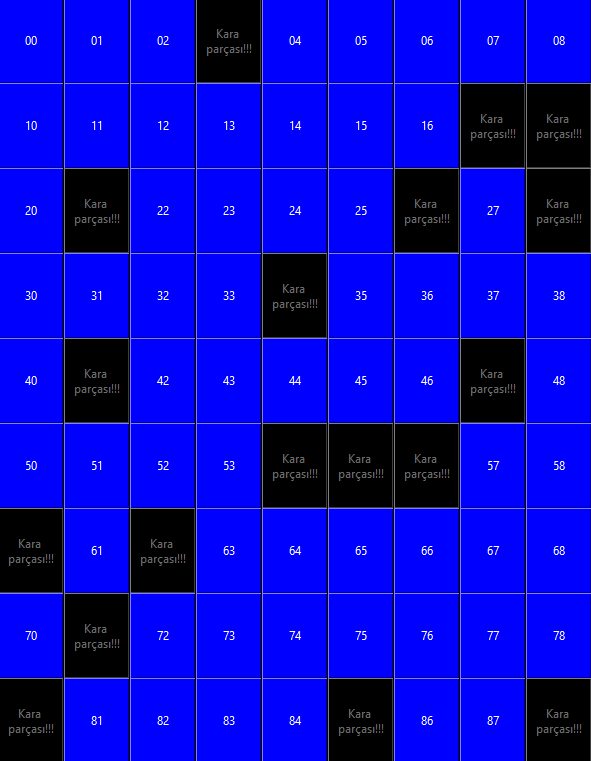 00 01 02 Kara parçası!!! 04 05 06 07 08
10 11 12 13 14 15 16 Kara parçası!!! Kara parçası!!!
20 Kara parçası!!! 22 23 24 25 Kara parçası!!! 27 Kara parçası!!!
30 31 32 33 Kara parçası!!! 35 36 37 38
40 Kara parçası!!! 42 43 44 45 46 Kara parçası!!! 48
50 51 52 53 Kara parçası!!! Kara parçası!!! Kara parçası!!! 57 58
Kara parçası!!! 61 Kara parçası!!! 63 64 65 66 67 68
70 Kara parçası!!! 72 73 74 75 76 77 78
Kara parçası!!! 81 82 83 84 Kara parçası!!! 86 87 Kara parçası!!!